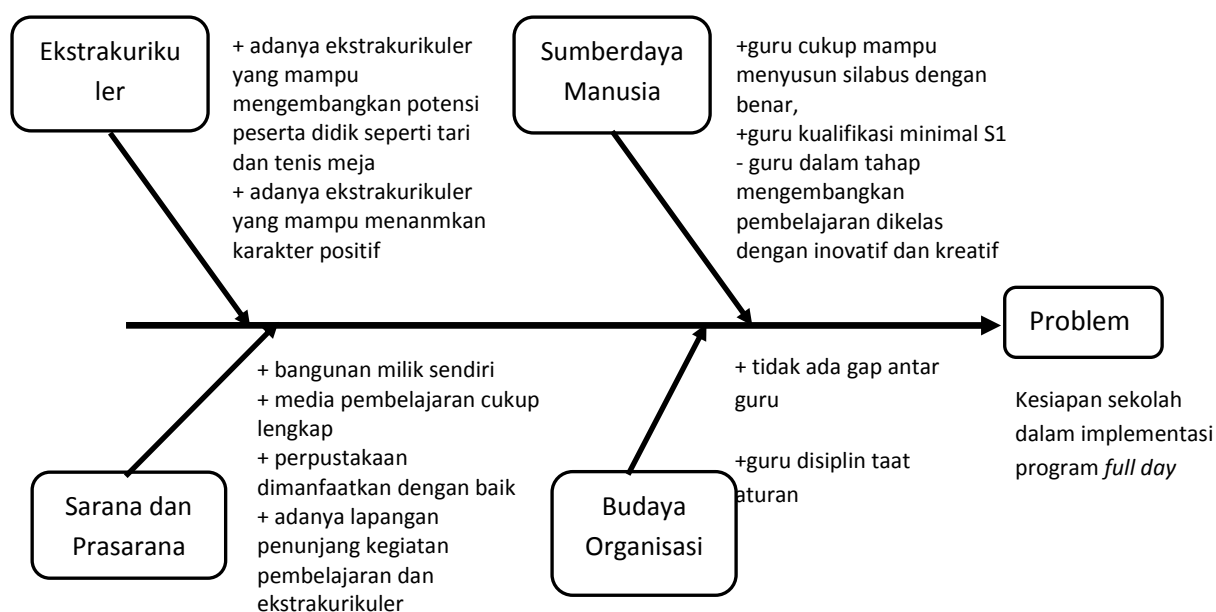 Ekstrakuriku
ler
+ adanya ekstrakurikuler
yang mampu
mengembangkan potensi
peserta didik seperti tari
dan tenis meja
+ adanya ekstrakurikuler
yang mampu menanmkan
karakter positif
Sumberdaya
Manusia
+guru cukup mampu
menyusun silabus dengan
benar,
+guru kualifikasi minimal S1
- guru dalam tahap
mengembangkan
pembelajaran dikelas
dengan inovatif dan kreatif
Problem
Kesiapan sekolah
dalam implementasi
program full day
Sarana dan
Prasarana
+ bangunan milik sendiri
+ media pembelajaran cukup
lengkap
+ perpustakaan
dimanfaatkan dengan baik
+ adanya lapangan
penunjang kegiatan
pembelajaran dan
ekstrakurikuler
Budaya
Organisasi
+ tidak ada gap antar
guru
+guru disiplin taat
aturan